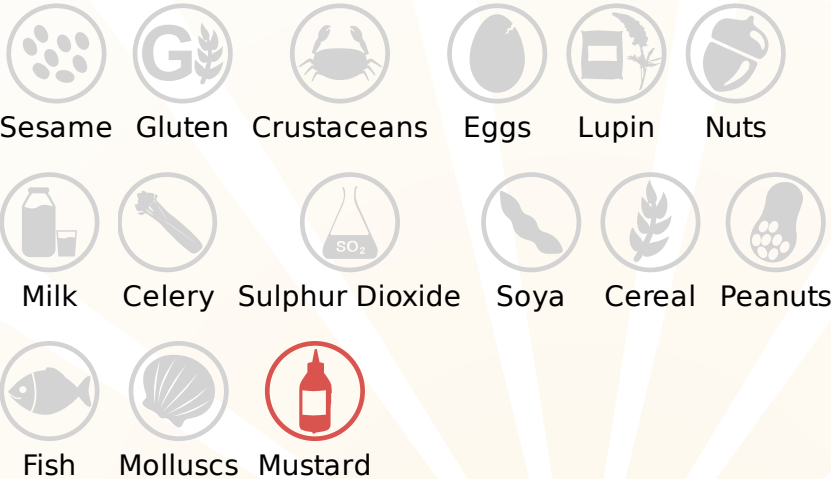 G
Sesame Gluten Crustaceans Eggs Lupin Nuts
SO₂
Milk Celery Sulphur Dioxide Soya Cereal Peanuts
Fish Molluscs Mustard